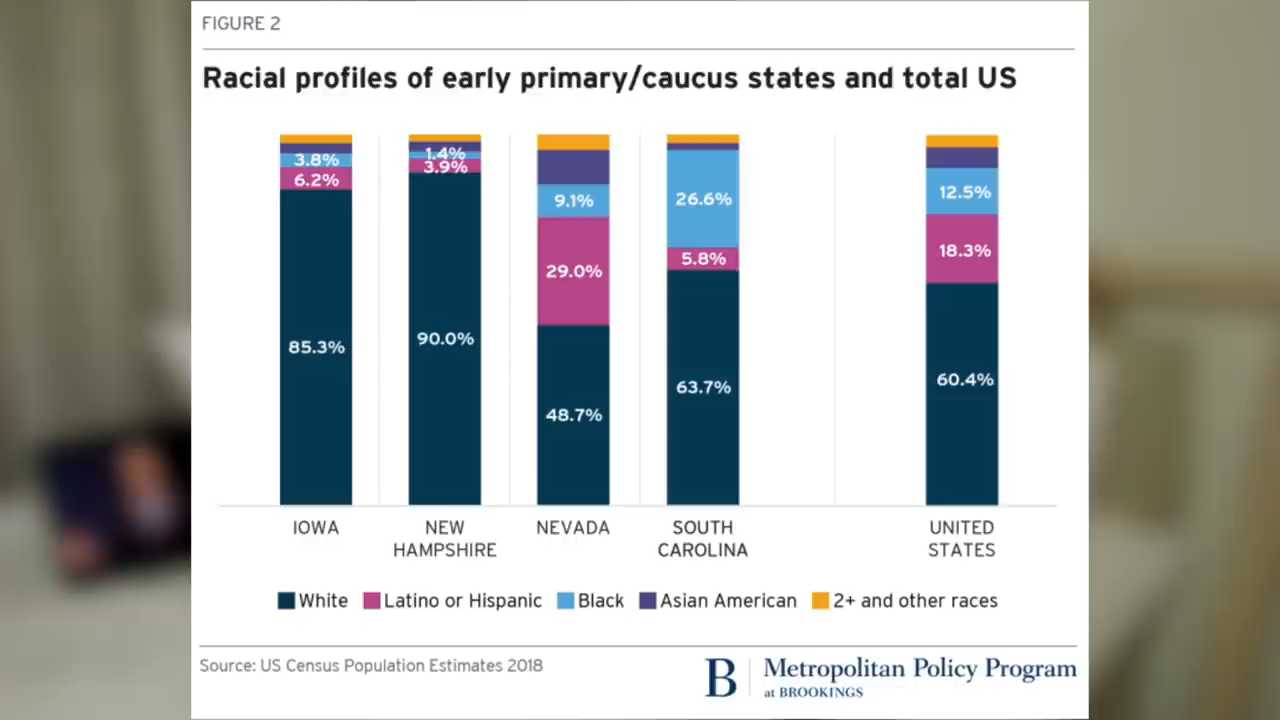 FIGURE 2
Racial profiles of early primary/caucus states and total US
3.8%
6.2%
85.3%
1.4%
3.9%
90.0%
9.1%
29.0%
48.7%
26.6%
5.8%
63.7%
12.5%
18.3%
60.4%
IOWA
NEW
HAMPSHIRE
NEVADA
SOUTH
CAROLINA
UNITED
STATES
White
Latino or Hispanic
Black
Asian American
2+ and other races
Source: US Census Population Estimates 2018
B
Metropolitan Policy Program
at BROOKINGS